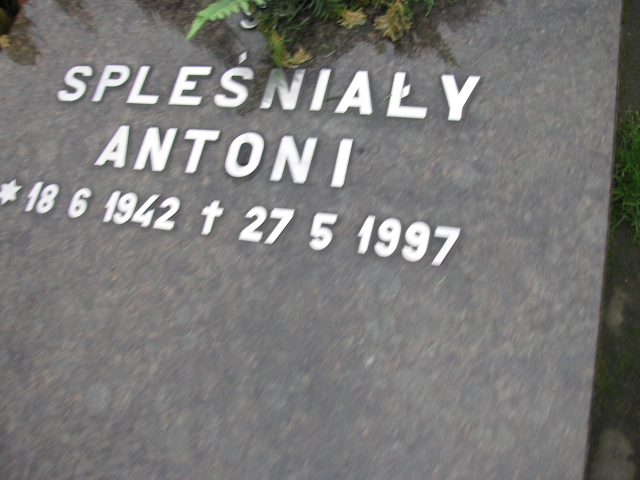 SPLEŚNIAŁY
ANTONI
* 18 6 1942 † 27 5 1997